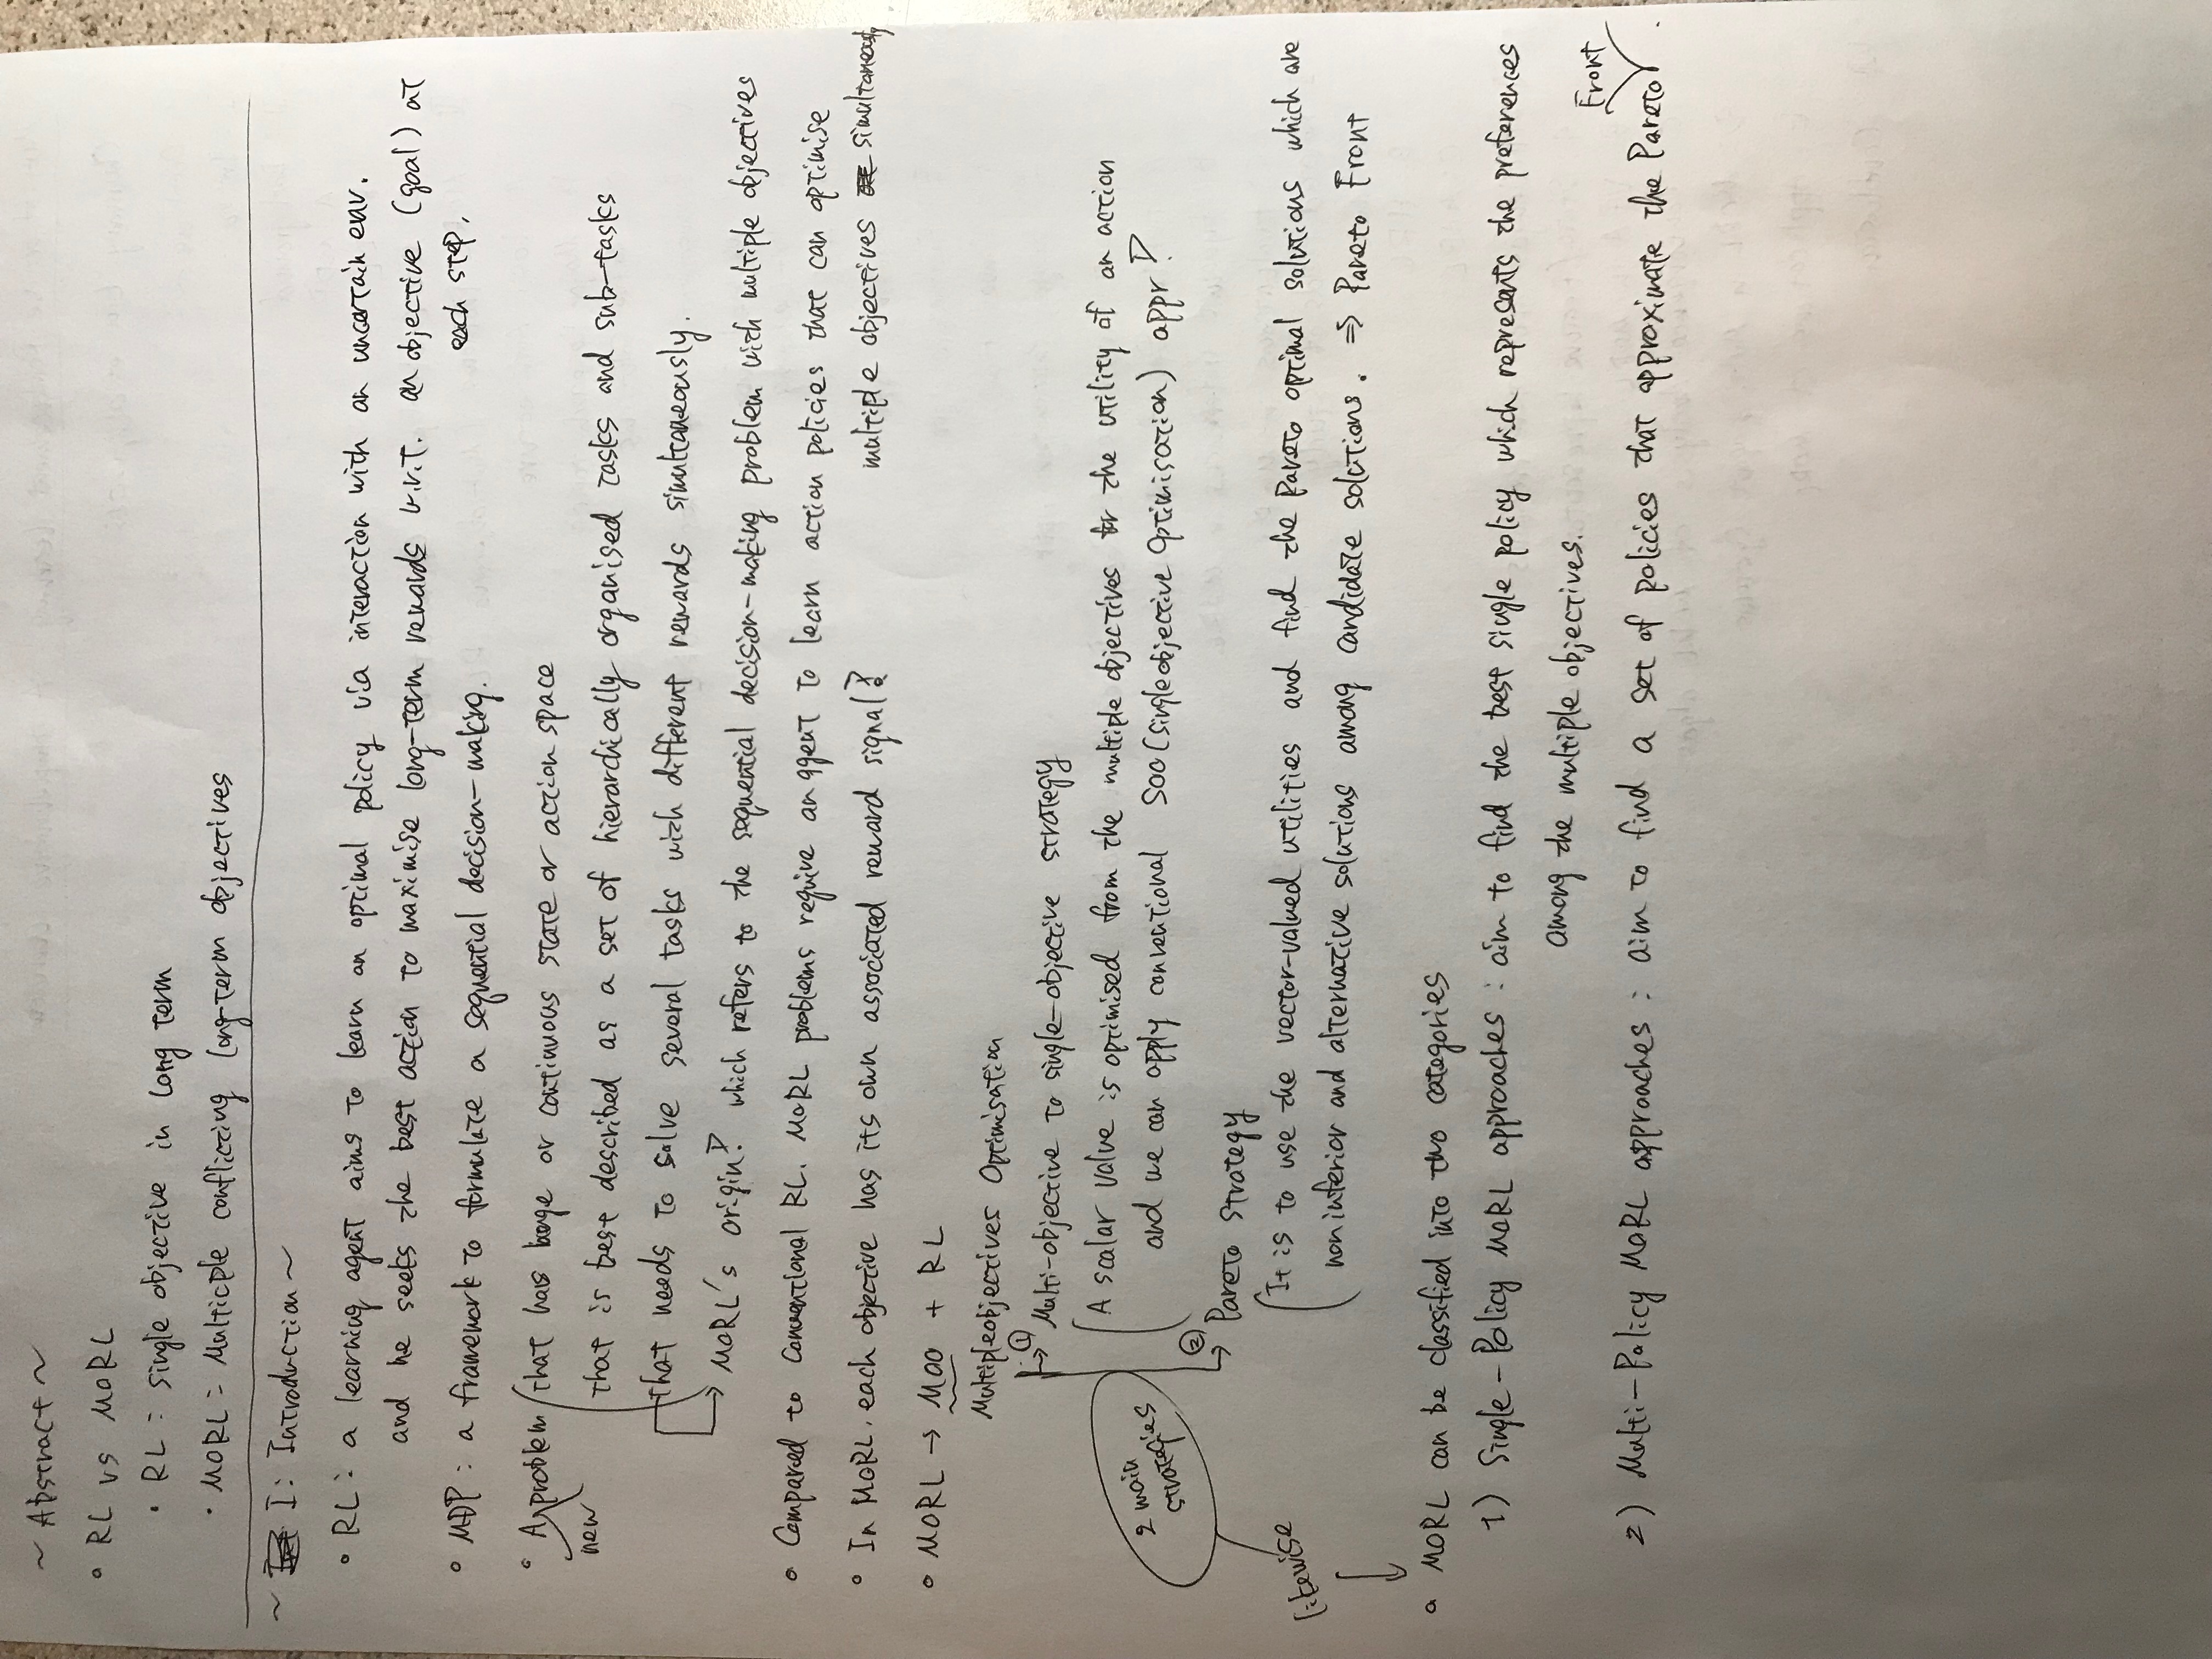 ~ Abstract ~
° RL vs MORL
· RL : single objective in long term
· MORL : Multicple conflicting long-term objectives
~ I: Introduction ~
° RL : a learning agent aims to learn an optimal policy via interaction with an uncertain env.
and he seeks the best action to maximise long-term rewards w.r.t. an objective (goal) at
each step.
° MDP : a framework to formulate a sequential decision-making.
° A new problem that has large or continuous state or action space
that is best described as a set of hierarchically organised tasks and sub-tasks
that needs to solve several tasks with different rewards simultaneously.
→ MORL's origin! which refers to the sequential decision-making problem with multiple objectives
° Compared to conventional RL. MORL problems require an agent to learn action policies that can optimise
multiple objectives simultaneously
° In MORL, each objective has its own associated reward signal!
° MORL → MOO + RL
Multipleobjectives Optimisation
2 main
strategies
→ ① Multi-objective to single-objective strategy
A scalar value is optimised from the multiple objectives for the utility of an action
and we can apply conventional SOO (singleobjective Optimisation) appr!
→ ② Pareto strategy
It is to use the vector-valued utilities and find the Pareto optimal solutions which are
non inferior and alternative solutions among candidate solutions. ⇒ Pareto Front
likewise
↓
° MORL can be classified into two categories
1) Single-Policy MORL approaches : aim to find the best single policy which represents the preferences
among the multiple objectives.
2) Multi-Policy MORL approaches : aim to find a set of policies that approximate the Pareto Front .